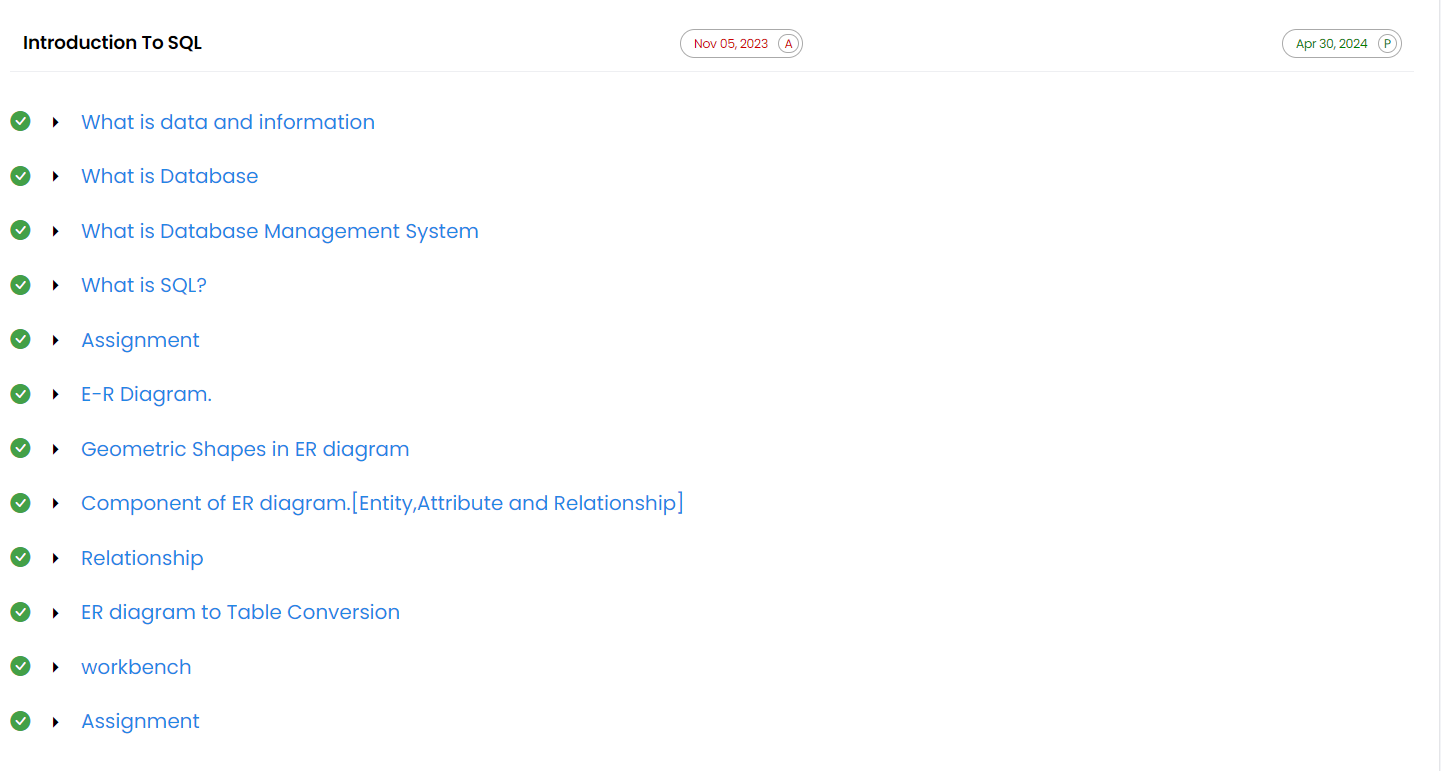 Introduction To SQL Nov 05, 2023 A Apr 30, 2024 P
What is data and information
What is Database
What is Database Management System
What is SQL?
Assignment
E-R Diagram.
Geometric Shapes in ER diagram
Component of ER diagram.[Entity,Attribute and Relationship]
Relationship
ER diagram to Table Conversion
workbench
Assignment